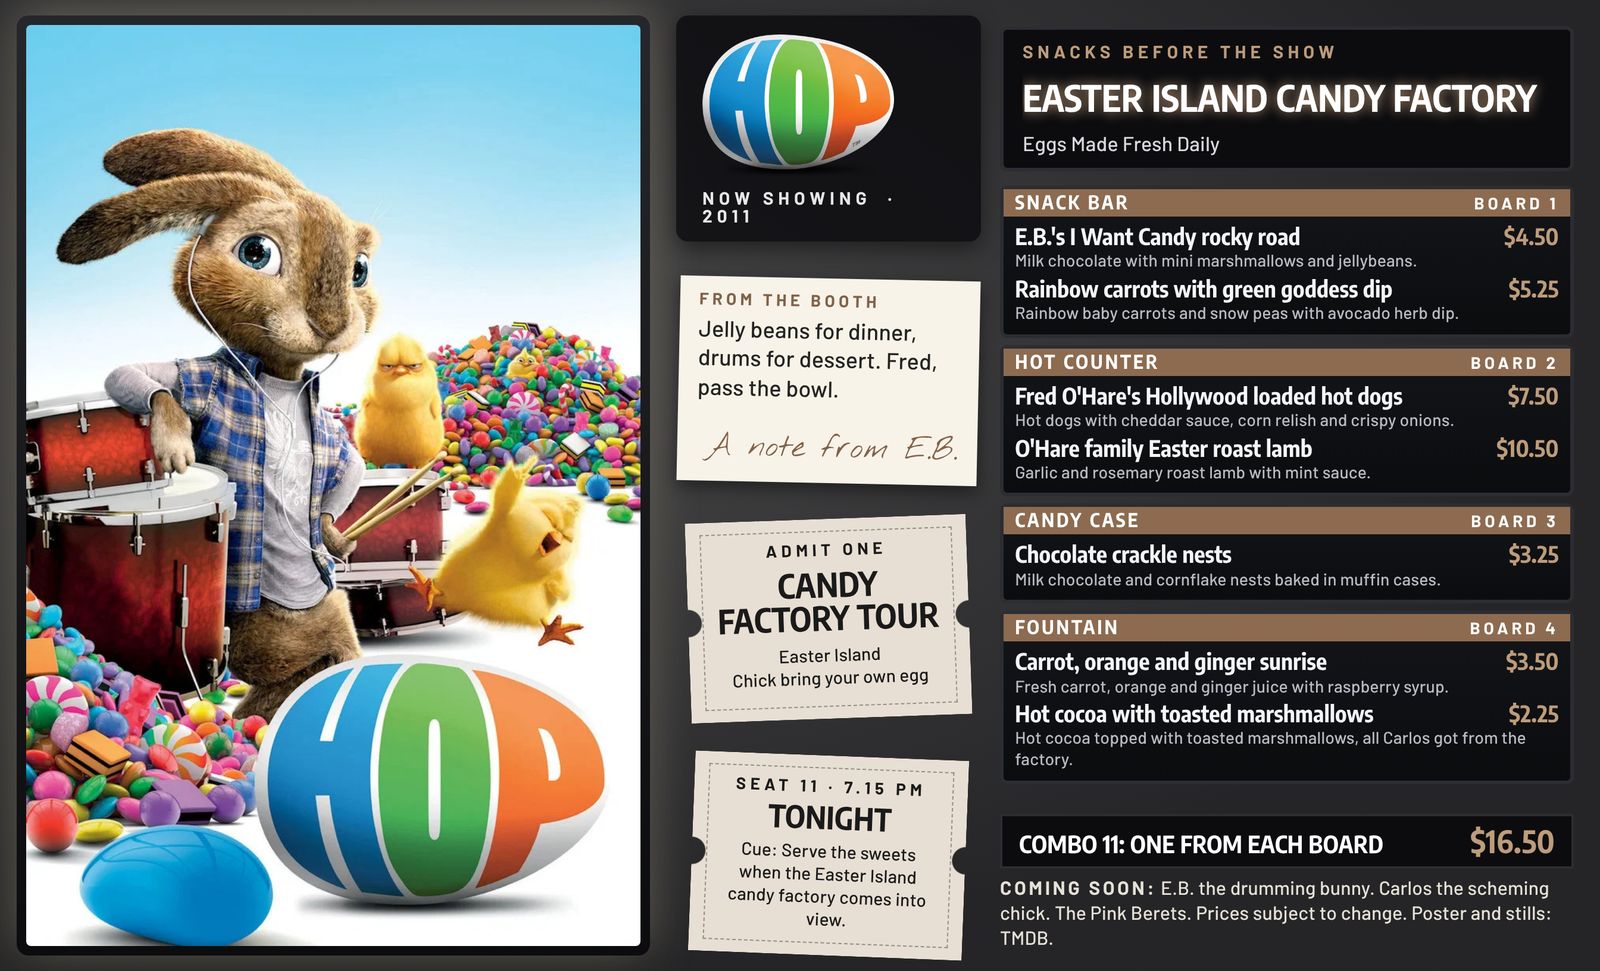 HOP
HOP
™
NOW SHOWING ·
2011
FROM THE BOOTH
Jelly beans for dinner,
drums for dessert. Fred,
pass the bowl.
A note from E.B.
ADMIT ONE
CANDY
FACTORY TOUR
Easter Island
Chick bring your own egg
SEAT 11 · 7.15 PM
TONIGHT
Cue: Serve the sweets
when the Easter Island
candy factory comes into
view.
SNACKS BEFORE THE SHOW
EASTER ISLAND CANDY FACTORY
Eggs Made Fresh Daily
SNACK BAR BOARD 1
E.B.'s I Want Candy rocky road $4.50
Milk chocolate with mini marshmallows and jellybeans.
Rainbow carrots with green goddess dip $5.25
Rainbow baby carrots and snow peas with avocado herb dip.
HOT COUNTER BOARD 2
Fred O'Hare's Hollywood loaded hot dogs $7.50
Hot dogs with cheddar sauce, corn relish and crispy onions.
O'Hare family Easter roast lamb $10.50
Garlic and rosemary roast lamb with mint sauce.
CANDY CASE BOARD 3
Chocolate crackle nests $3.25
Milk chocolate and cornflake nests baked in muffin cases.
FOUNTAIN BOARD 4
Carrot, orange and ginger sunrise $3.50
Fresh carrot, orange and ginger juice with raspberry syrup.
Hot cocoa with toasted marshmallows $2.25
Hot cocoa topped with toasted marshmallows, all Carlos got from the
factory.
COMBO 11: ONE FROM EACH BOARD $16.50
COMING SOON: E.B. the drumming bunny. Carlos the scheming
chick. The Pink Berets. Prices subject to change. Poster and stills:
TMDB.